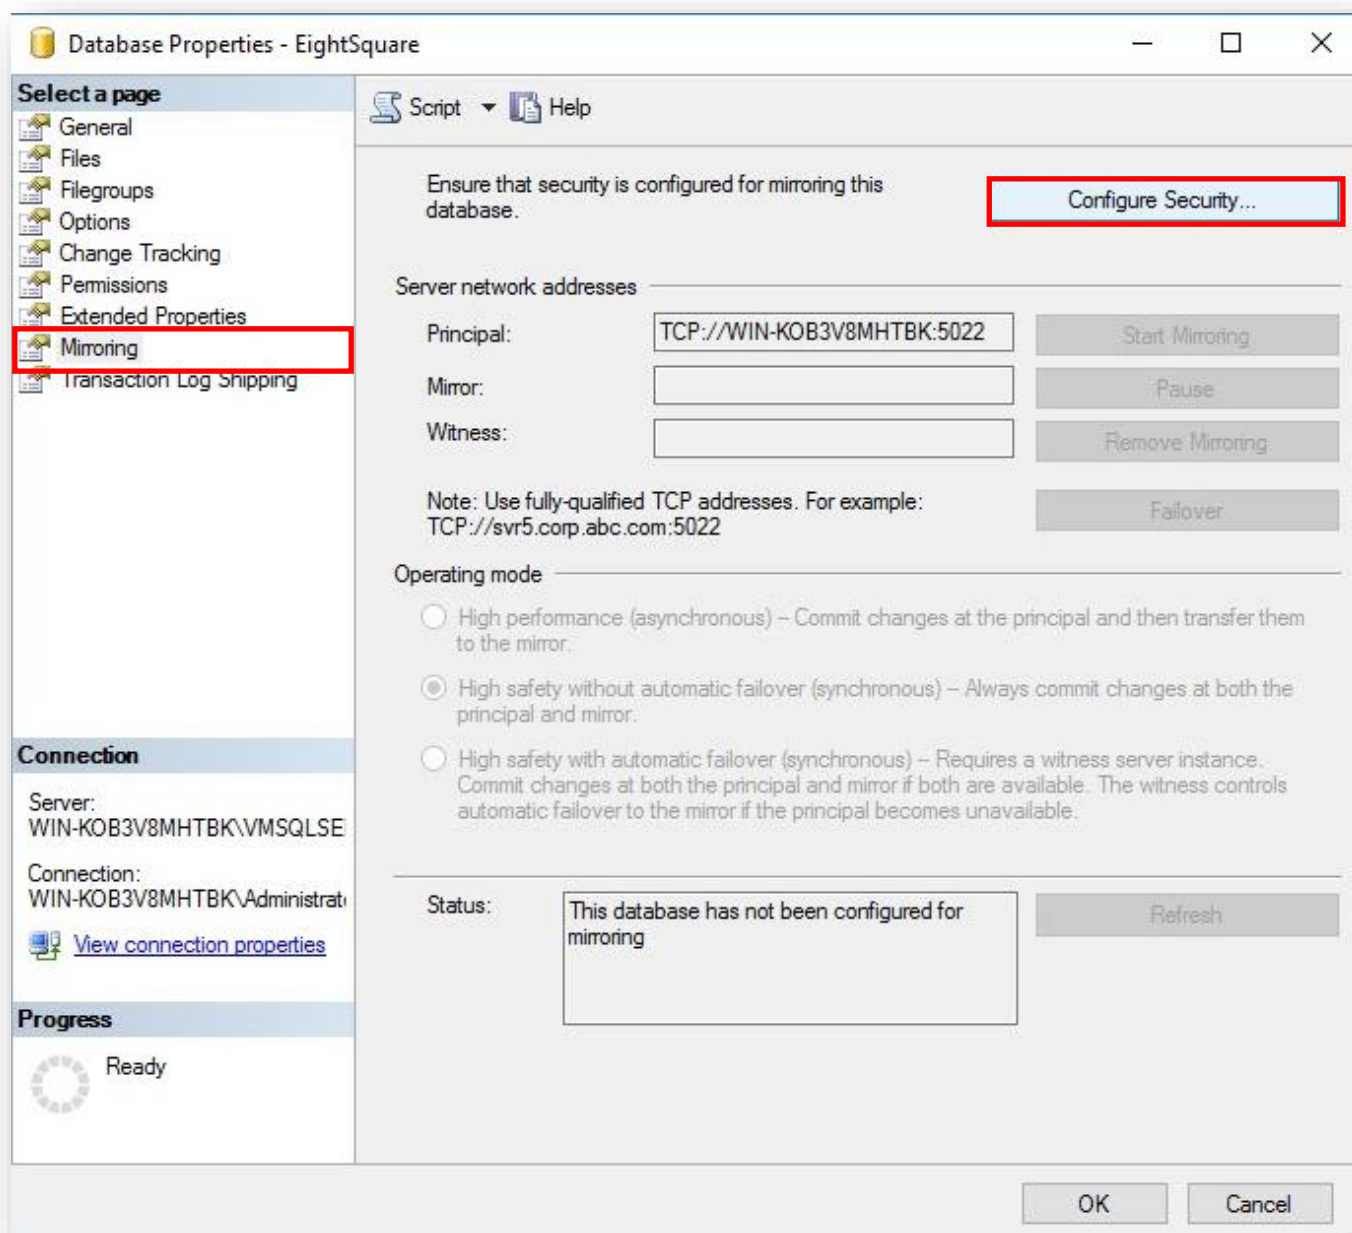 Database Properties - EightSquare
Select a page
General
Files
Filegroups
Options
Change Tracking
Permissions
Extended Properties
Mirroring
Transaction Log Shipping
Script
Help
Ensure that security is configured for mirroring this
database.
Configure Security...
Server network addresses
Principal:
TCP://WIN-KOB3V8MHTBK:5022
Start Mirroring
Mirror:
Pause
Witness:
Remove Mirroring
Note: Use fully-qualified TCP addresses. For example:
TCP://svr5.corp.abc.com:5022
Failover
Operating mode
High performance (asynchronous) – Commit changes at the principal and then transfer them
to the mirror.
High safety without automatic failover (synchronous) – Always commit changes at both the
principal and mirror.
High safety with automatic failover (synchronous) – Requires a witness server instance.
Commit changes at both the principal and mirror if both are available. The witness controls
automatic failover to the mirror if the principal becomes unavailable.
Connection
Server:
WIN-KOB3V8MHTBK\VMSQLSE
Connection:
WIN-KOB3V8MHTBK\Administrat
View connection properties
Status:
This database has not been configured for
mirroring
Refresh
Progress
Ready
OK
Cancel